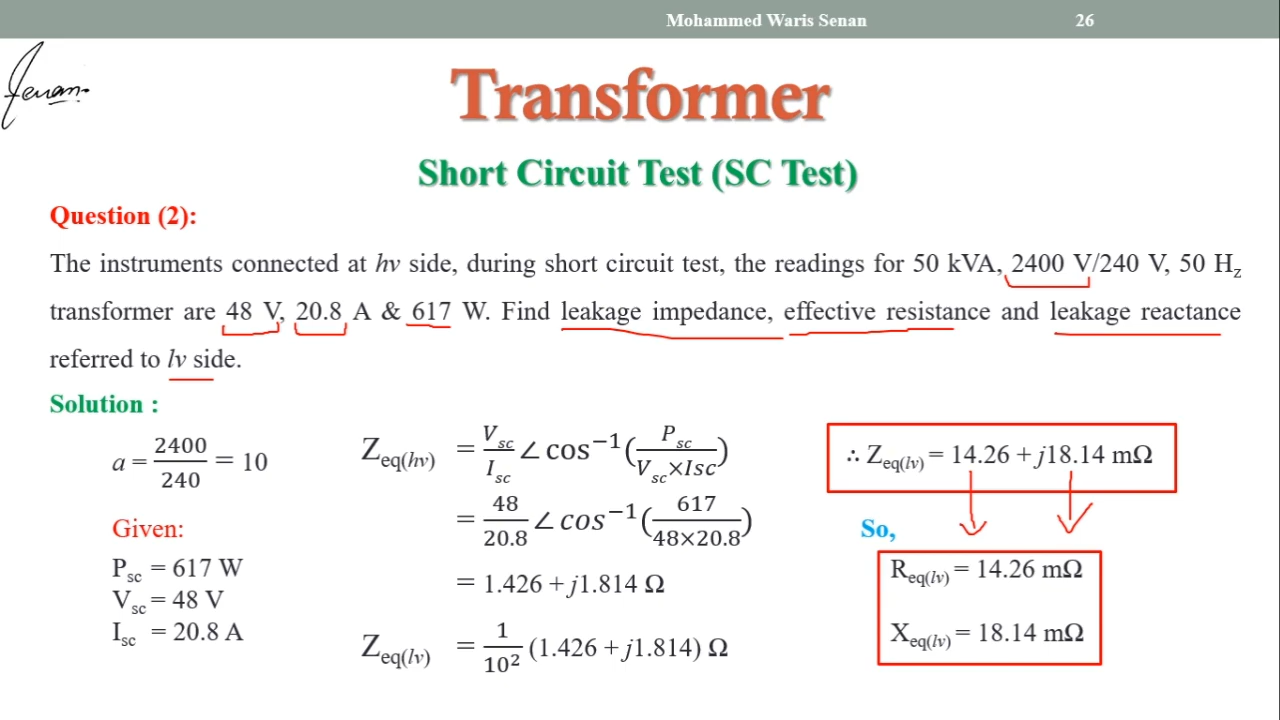 Mohammed Waris Senan 26
Senan
Transformer
Short Circuit Test (SC Test)
Question (2):
The instruments connected at hv side, during short circuit test, the readings for 50 kVA, 2400 V/240 V, 50 Hz
transformer are 48 V, 20.8 A & 617 W. Find leakage impedance, effective resistance and leakage reactance
referred to lv side.
Solution :
a = 2400/240 = 10
Given:
Psc = 617 W
Vsc = 48 V
Isc = 20.8 A
Zeq(hv) = Vsc/Isc ∠ cos⁻¹(Psc/Vsc×Isc)
= 48/20.8 ∠ cos⁻¹(617/48×20.8)
= 1.426 + j1.814 Ω
Zeq(lv) = 1/10² (1.426 + j1.814) Ω
∴ Zeq(lv) = 14.26 + j18.14 mΩ
So,
Req(lv) = 14.26 mΩ
Xeq(lv) = 18.14 mΩ